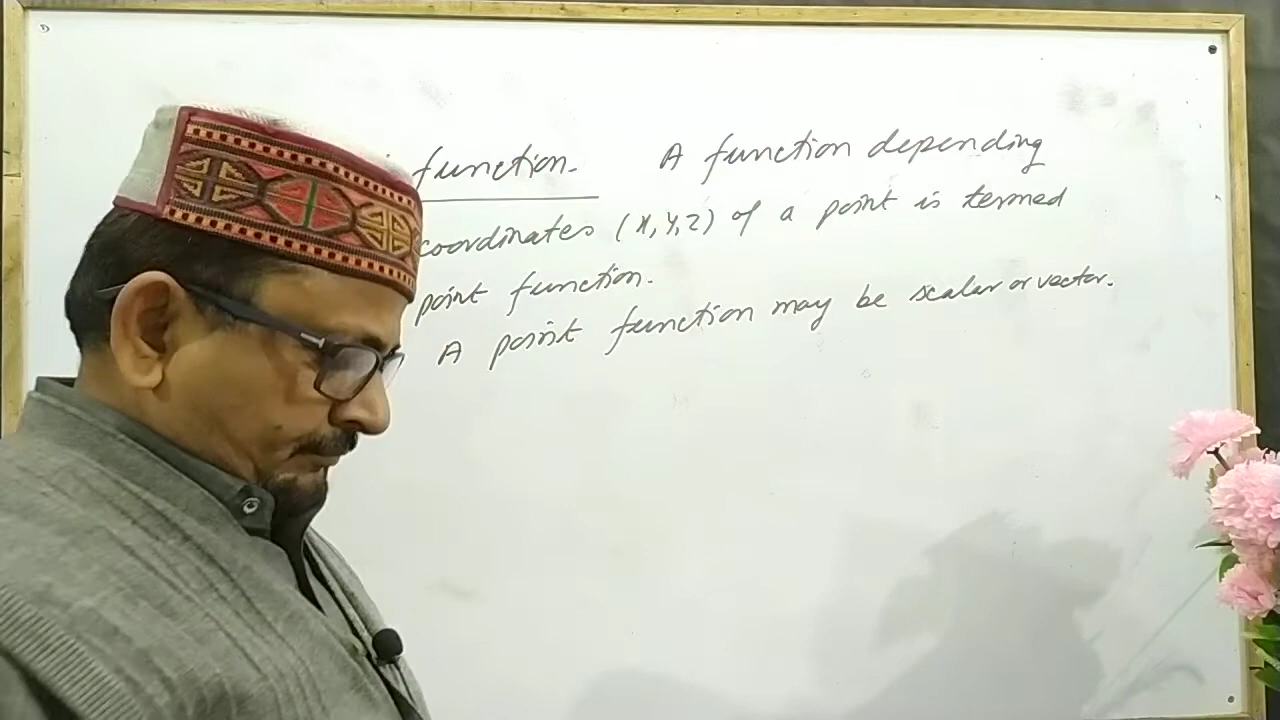 function. A function depending
coordinates (x,y,z) of a point is termed
point function.
A point function may be scalar or vector.